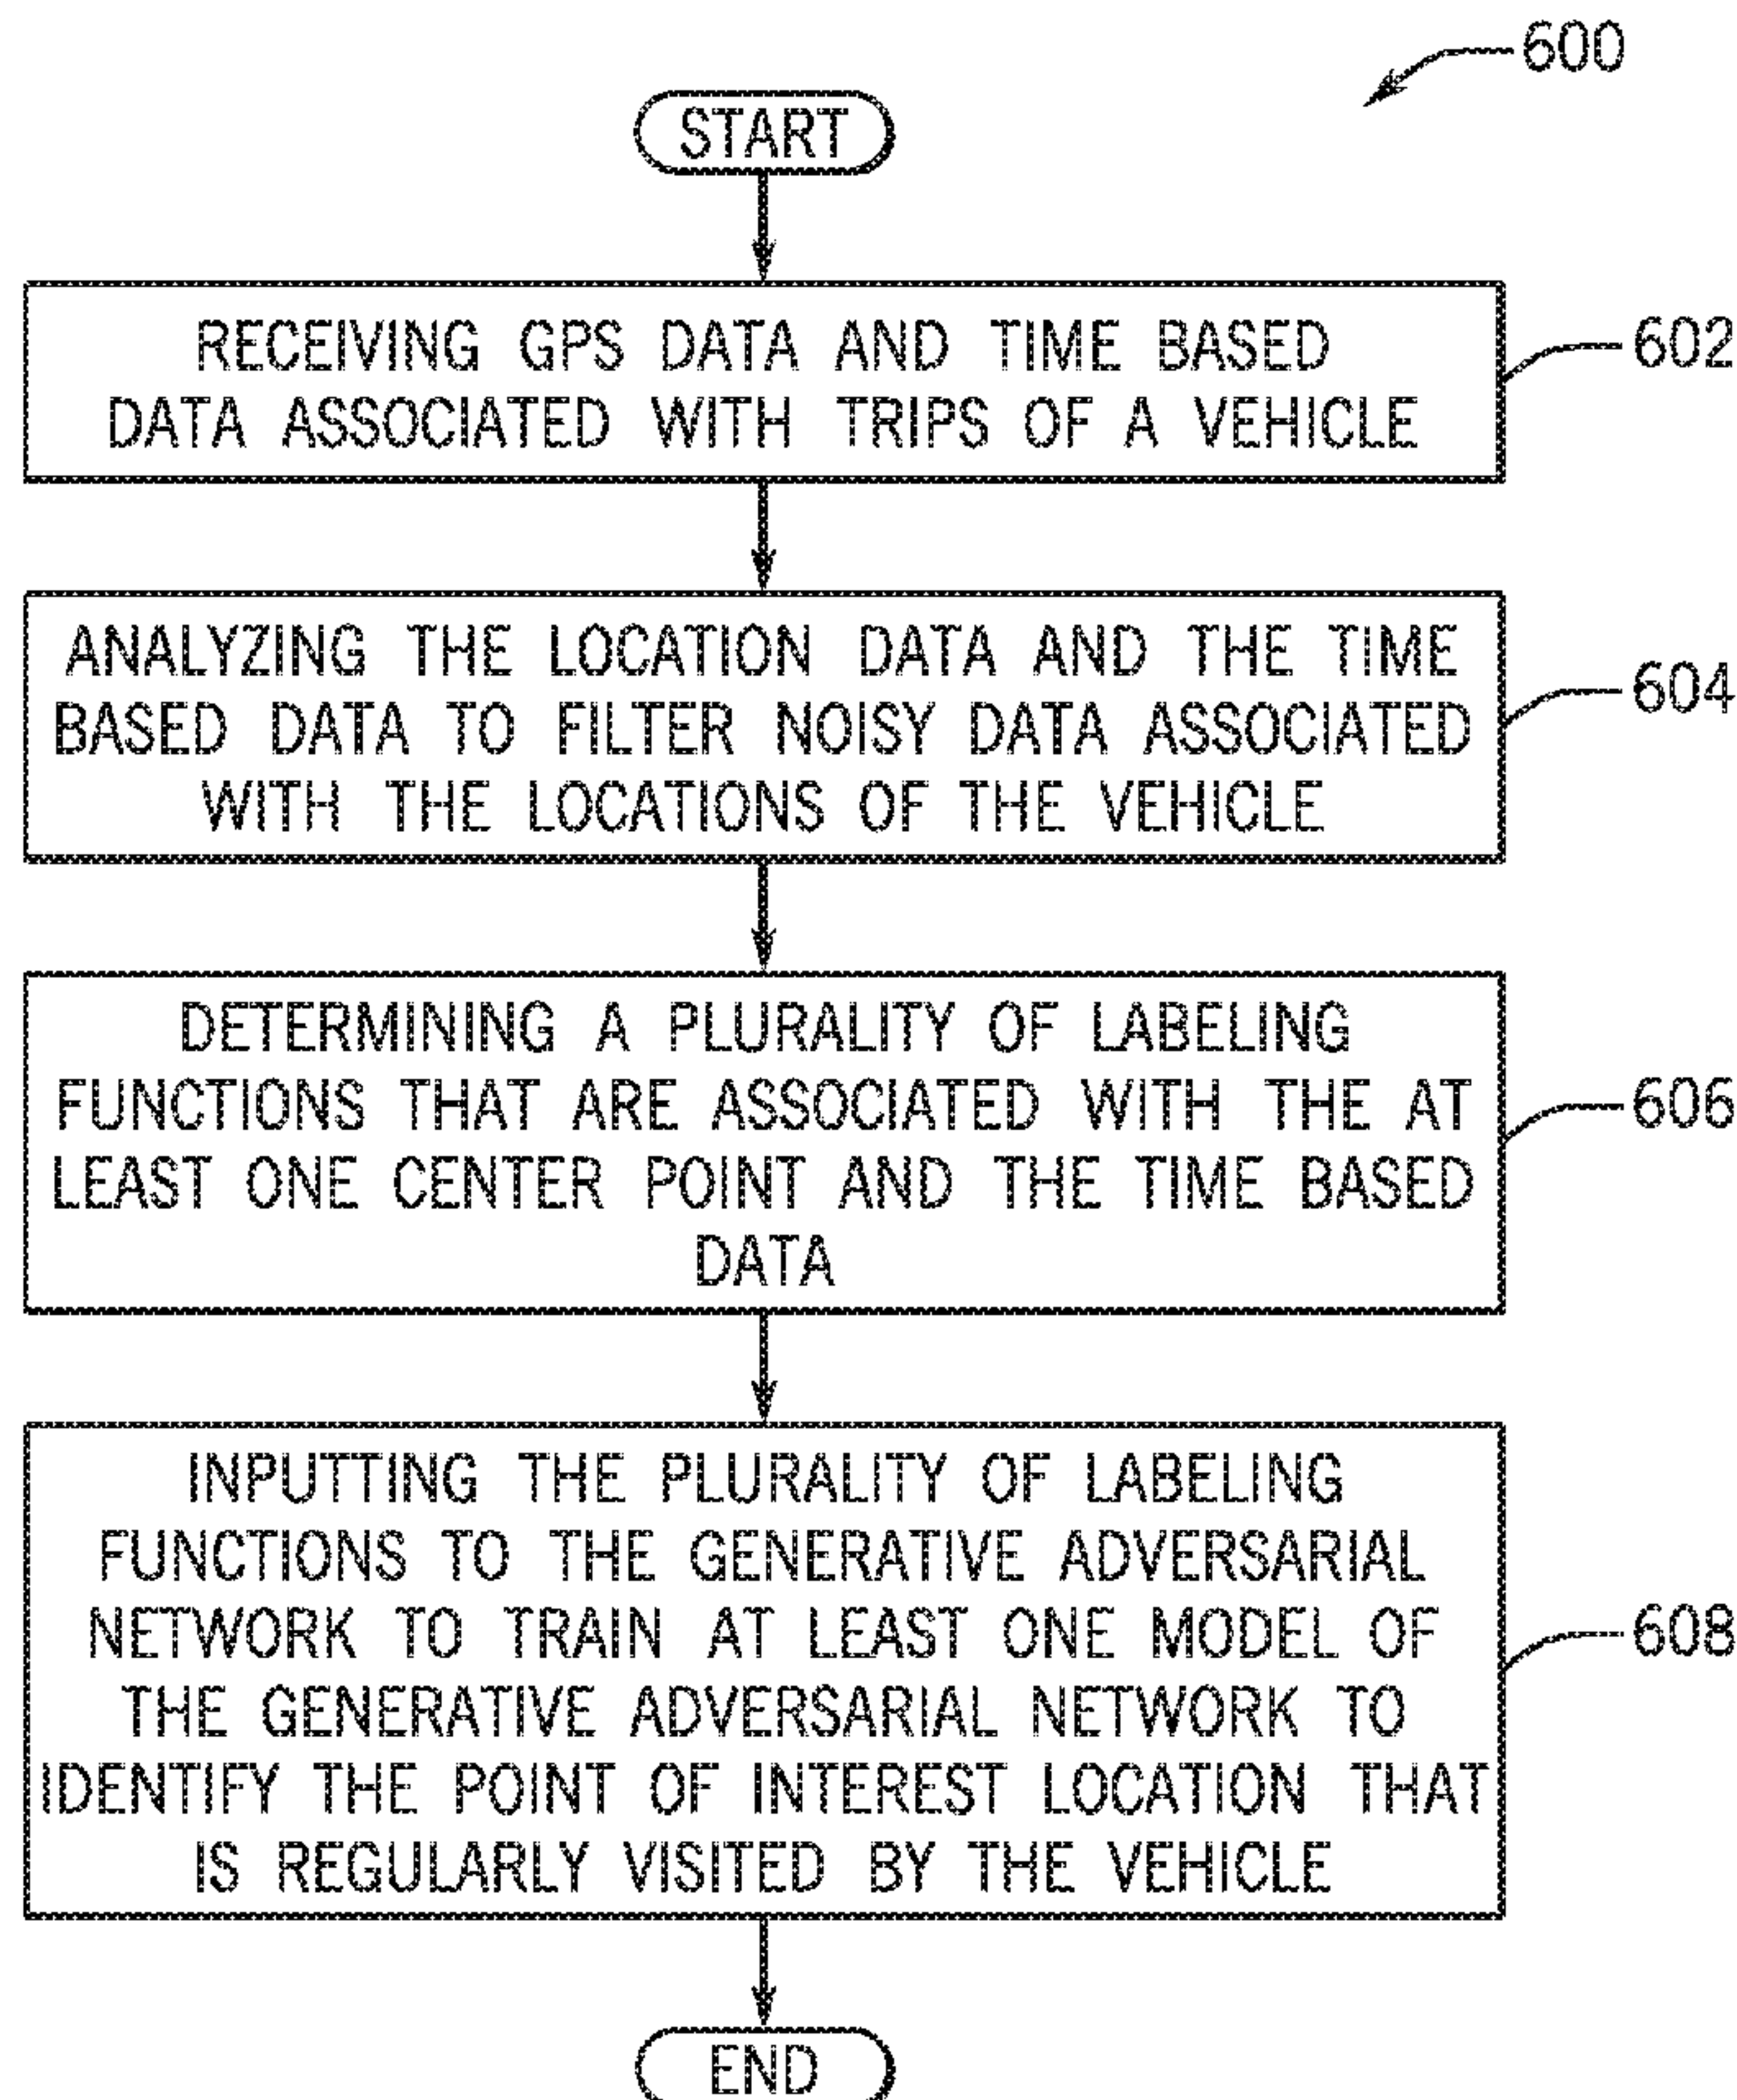 600
START
RECEIVING GPS DATA AND TIME BASED
DATA ASSOCIATED WITH TRIPS OF A VEHICLE
602
ANALYZING THE LOCATION DATA AND THE TIME
BASED DATA TO FILTER NOISY DATA ASSOCIATED
WITH THE LOCATIONS OF THE VEHICLE
604
DETERMINING A PLURALITY OF LABELING
FUNCTIONS THAT ARE ASSOCIATED WITH THE AT
LEAST ONE CENTER POINT AND THE TIME BASED
DATA
606
INPUTTING THE PLURALITY OF LABELING
FUNCTIONS TO THE GENERATIVE ADVERSARIAL
NETWORK TO TRAIN AT LEAST ONE MODEL OF
THE GENERATIVE ADVERSARIAL NETWORK TO
IDENTIFY THE POINT OF INTEREST LOCATION THAT
IS REGULARLY VISITED BY THE VEHICLE
608
END